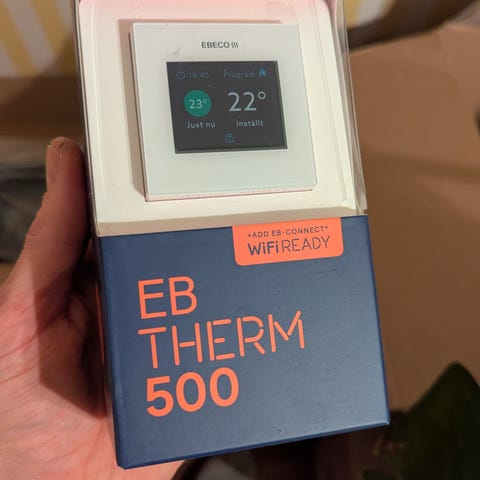 EBECO
18:45 Program
23° 22°
Just nu Inställt
+ADD EB-CONNECT*
WiFi READY
EB
THERM
500